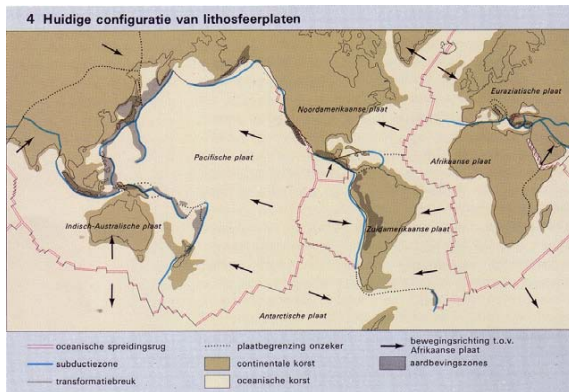 4 Huidige configuratie van lithosfeerplaten
Euraziatische plaat
Noordamerikaanse plaat
Pacifische plaat
Afrikaanse plaat
Indisch-Australische plaat
Zuidamerikaanse plaat
Antarctische plaat
oceanische spreidingsrug
subductiezone
transformatiebreuk
plaatbegrenzing onzeker
continentale korst
oceanische korst
bewegingsrichting t.o.v.
Afrikaanse plaat
aardbevingszones